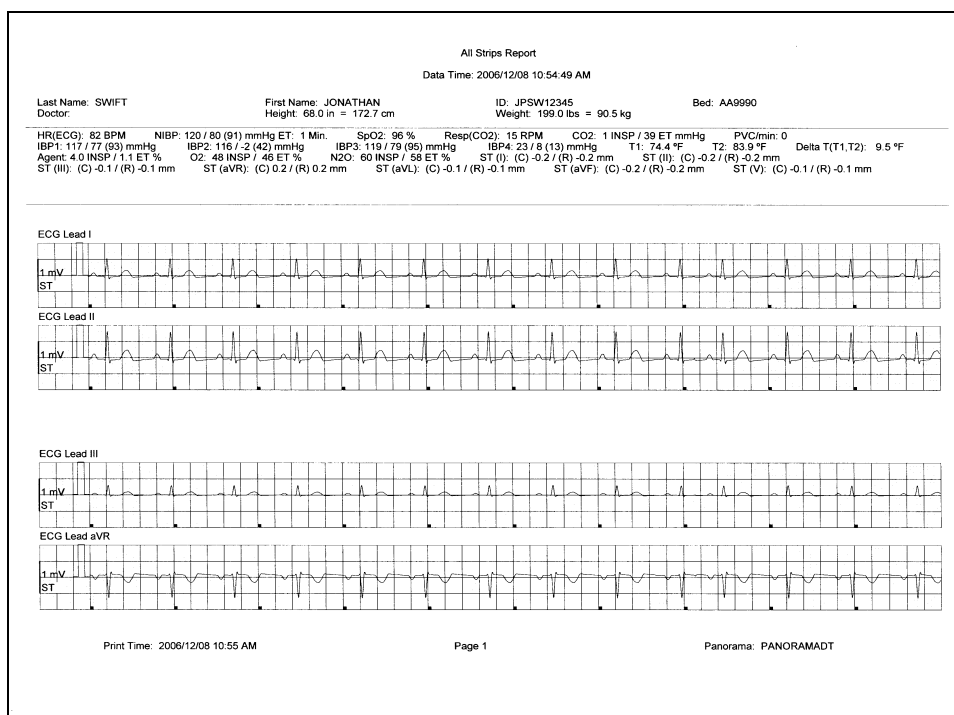 All Strips Report
Data Time: 2006/12/08 10:54:49 AM
Last Name: SWIFT First Name: JONATHAN ID: JPSW12345 Bed: AA9990
Doctor: Height: 68.0 in = 172.7 cm Weight: 199.0 lbs = 90.5 kg
HR(ECG): 82 BPM NIBP: 120 / 80 (91) mmHg ET: 1 Min. SpO2: 96 % Resp(CO2): 15 RPM CO2: 1 INSP / 39 ET mmHg PVC/min: 0
IBP1: 117 / 77 (93) mmHg IBP2: 116 / -2 (42) mmHg IBP3: 119 / 79 (95) mmHg IBP4: 23 / 8 (13) mmHg T1: 74.4 ºF T2: 83.9 ºF Delta T(T1,T2): 9.5 ºF
Agent: 4.0 INSP / 1.1 ET % O2: 48 INSP / 46 ET % N2O: 60 INSP / 58 ET % ST (I): (C) -0.2 / (R) -0.2 mm ST (II): (C) -0.2 / (R) -0.2 mm
ST (III): (C) -0.1 / (R) -0.1 mm ST (aVR): (C) 0.2 / (R) 0.2 mm ST (aVL): (C) -0.1 / (R) -0.1 mm ST (aVF): (C) -0.2 / (R) -0.2 mm ST (V): (C) -0.1 / (R) -0.1 mm
ECG Lead I
1 mV
ST
ECG Lead II
1 mV
ST
ECG Lead III
1 mV
ST
ECG Lead aVR
1 mV
ST
Print Time: 2006/12/08 10:55 AM Page 1 Panorama: PANORAMADT